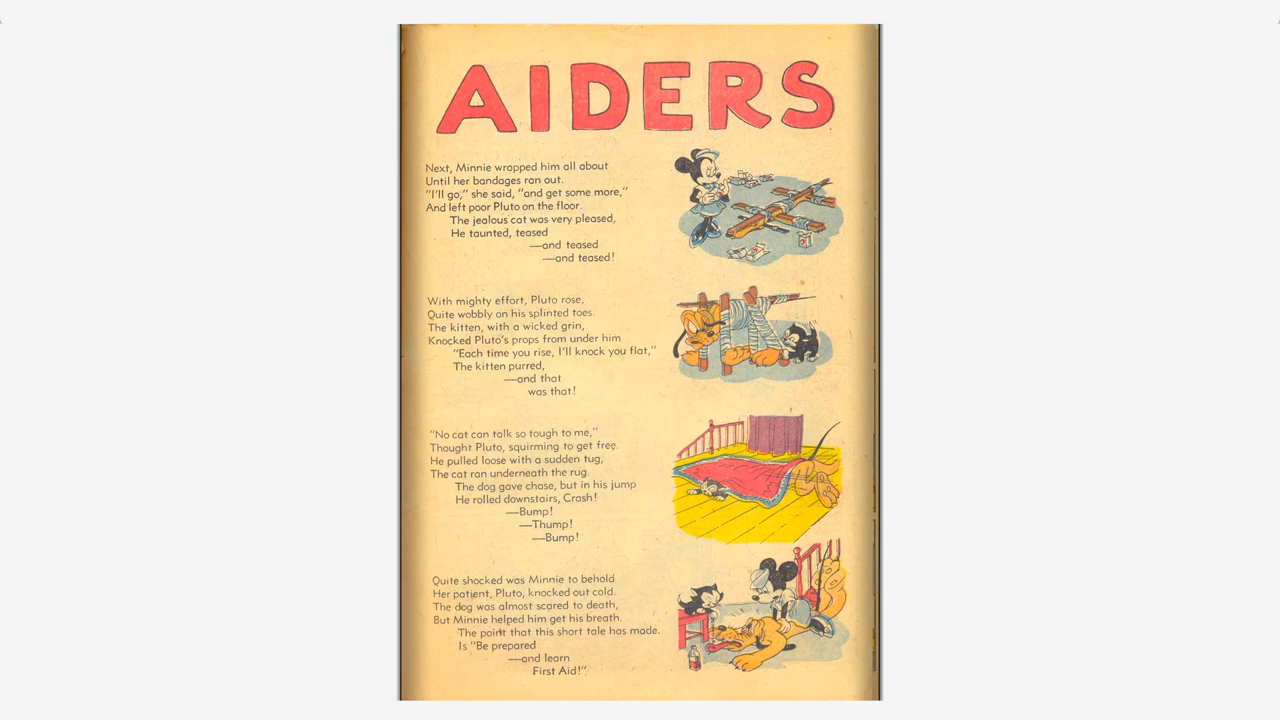 AIDERS
Next, Minnie wrapped him all about
Until her bandages ran out.
"I'll go," she said, "and get some more,"
And left poor Pluto on the floor.
The jealous cat was very pleased,
He taunted, teased
—and teased
—and teased!
With mighty effort, Pluto rose,
Quite wobbly on his splinted toes.
The kitten, with a wicked grin,
Knocked Pluto's props from under him
"Each time you rise, I'll knock you flat,"
The kitten purred,
—and that
was that!
"No cat can talk so tough to me,"
Thought Pluto, squirming to get free.
He pulled loose with a sudden tug,
The cat ran underneath the rug.
The dog gave chase, but in his jump
He rolled downstairs, Crash!
—Bump!
—Thump!
—Bump!
Quite shocked was Minnie to behold
Her patient, Pluto, knocked out cold.
The dog was almost scared to death,
But Minnie helped him get his breath.
The point that this short tale has made.
Is "Be prepared
—and learn
First Aid!"